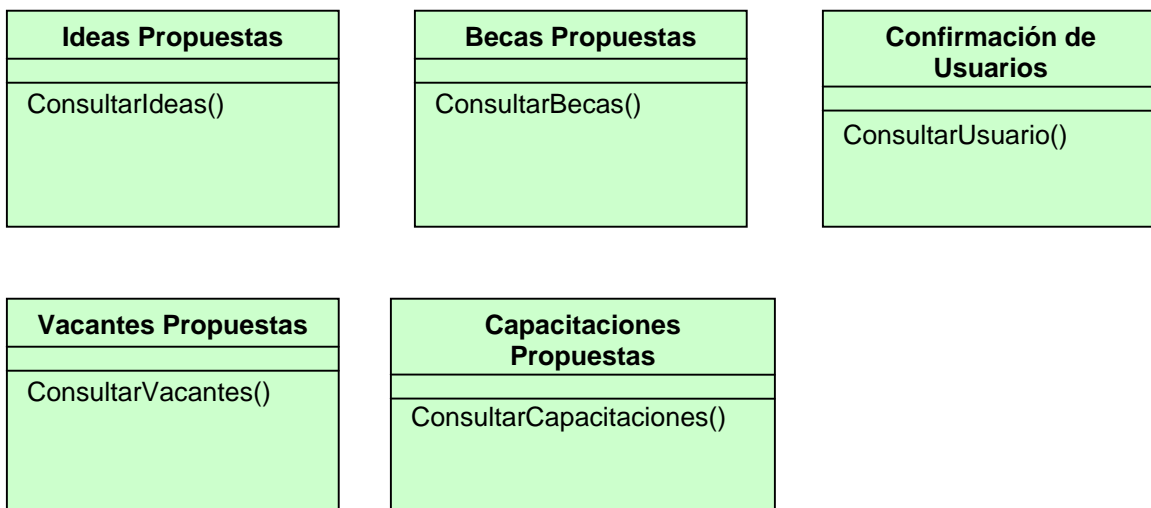 Ideas Propuestas
ConsultarIdeas()
Becas Propuestas
ConsultarBecas()
Confirmación de
Usuarios
ConsultarUsuario()
Vacantes Propuestas
ConsultarVacantes()
Capacitaciones
Propuestas
ConsultarCapacitaciones()